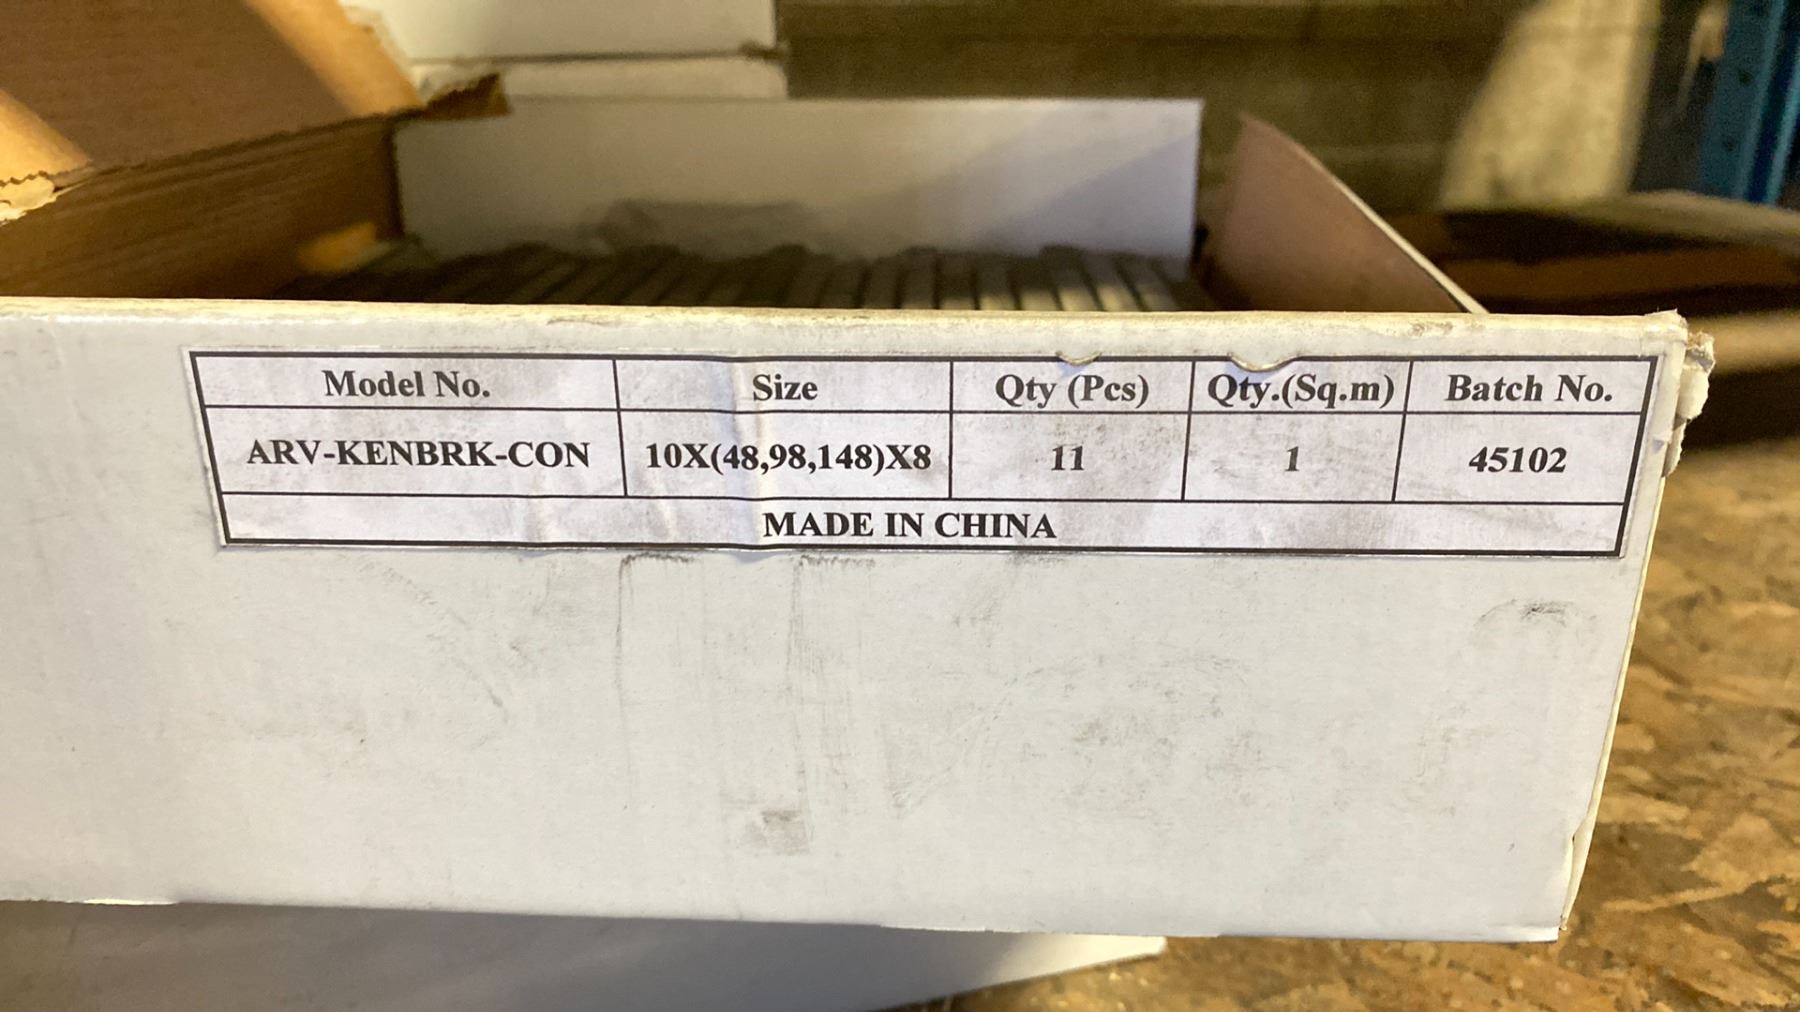 Model No. Size Qty (Pcs) Qty.(Sq.m) Batch No.
ARV-KENBRK-CON 10X(48,98,148)X8 11 1 45102
MADE IN CHINA